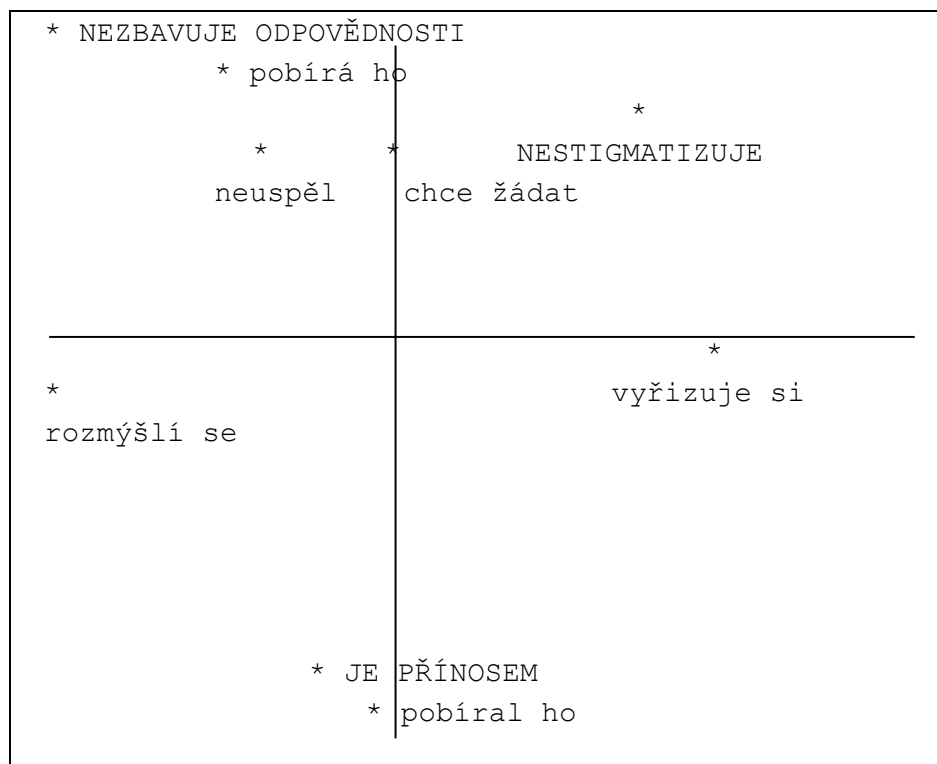 * NEZBAVUJE ODPOVĚDNOSTI
* pobírá ho
*
* * NESTIGMATIZUJE
neuspěl chce žádat
*
* vyřizuje si
rozmýšlí se
* JE PŘÍNOSEM
* pobíral ho